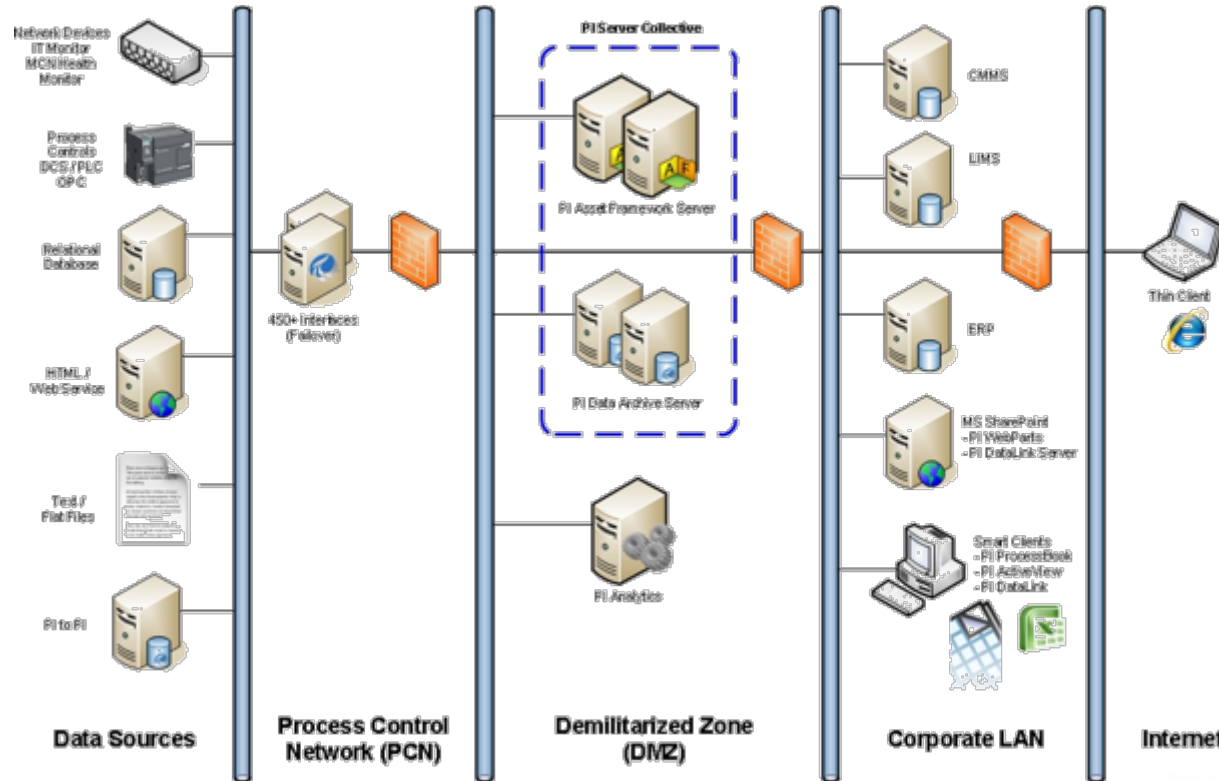 Network Devices
IT Monitor
MCN Health
Monitor
Process
Controls
DCS / PLC
OPC
Relational
Database
HTML /
Web Service
Text /
Flat Files
PI to PI
Data Sources
450+ Interfaces
(Failover)
Process Control
Network (PCN)
PI Server Collective
PI Asset Framework Server
PI Data Archive Server
PI Analytics
Demilitarized Zone
(DMZ)
CMMS
LIMS
ERP
MS SharePoint
- PI WebParts
- PI DataLink Server
Smart Clients
- PI ProcessBook
- PI ActiveView
- PI DataLink
Corporate LAN
Thin Client
Internet